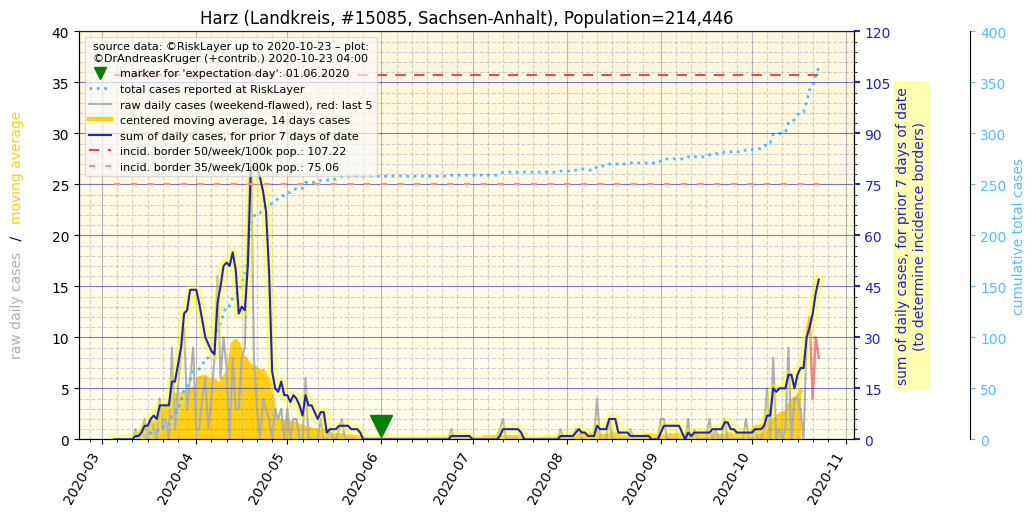 Harz (Landkreis, #15085, Sachsen-Anhalt), Population=214,446
source data: ©RiskLayer up to 2020-10-23 – plot:
©DrAndreasKruger (+contrib.) 2020-10-23 04:00
marker for 'expectation day': 01.06.2020
total cases reported at RiskLayer
raw daily cases (weekend-flawed), red: last 5
centered moving average, 14 days cases
sum of daily cases, for prior 7 days of date
incid. border 50/week/100k pop.: 107.22
incid. border 35/week/100k pop.: 75.06
raw daily cases / moving average
40
35
30
25
20
15
10
5
0
120
105
90
75
60
45
30
15
0
sum of daily cases, for prior 7 days of date
(to determine incidence borders)
400
350
300
250
200
150
100
50
0
cumulative total cases
2020-03
2020-04
2020-05
2020-06
2020-07
2020-08
2020-09
2020-10
2020-11